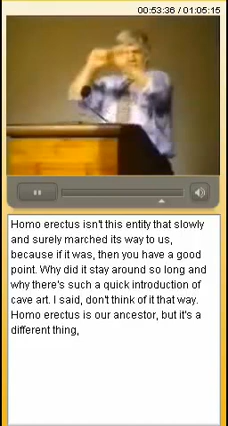 00:53:36 / 01:05:15
Homo erectus isn't this entity that slowly
and surely marched its way to us,
because if it was, then you have a good
point. Why did it stay around so long and
why there's such a quick introduction of
cave art. I said, don't think of it that way.
Homo erectus is our ancestor, but it's a
different thing,